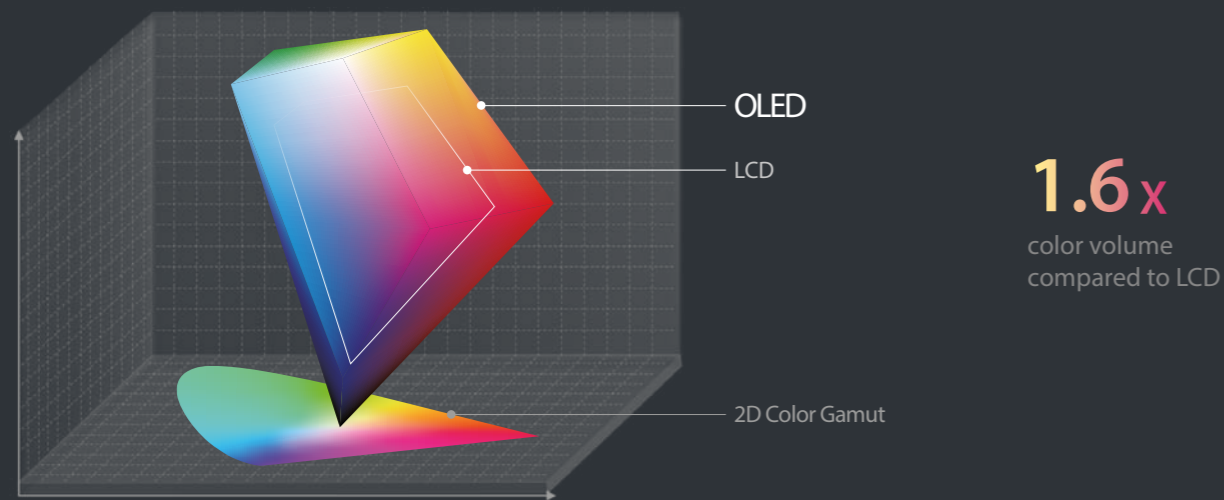 OLED
LCD
1.6 x
color volume
compared to LCD
2D Color Gamut